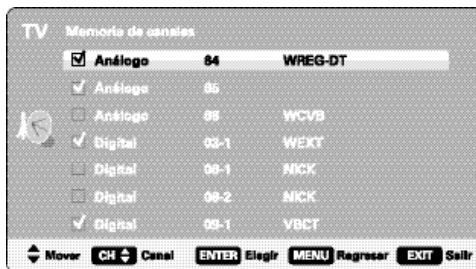 TV Memoria de canales
Análogo 84 WREG-DT
Análogo 85
Análogo 86 WCVB
Digital 03-1 WEXT
Digital 08-1 NICK
Digital 08-2 NICK
Digital 09-1 VBCT
Mover CH Canal ENTER Elegir MENU Regresar EXIT Salir